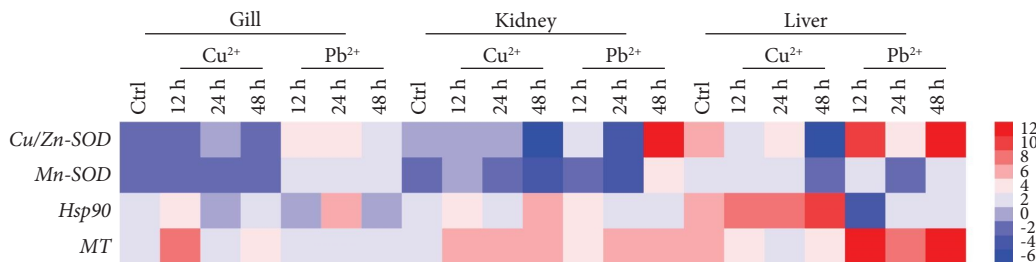 Gill Kidney Liver
Cu²⁺ Pb²⁺ Cu²⁺ Pb²⁺ Cu²⁺ Pb²⁺
Ctrl 12 h 24 h 48 h 12 h 24 h 48 h Ctrl 12 h 24 h 48 h 12 h 24 h 48 h Ctrl 12 h 24 h 48 h 12 h 24 h 48 h
Cu/Zn-SOD
Mn-SOD
Hsp90
MT
12
10
8
6
4
2
0
-2
-4
-6